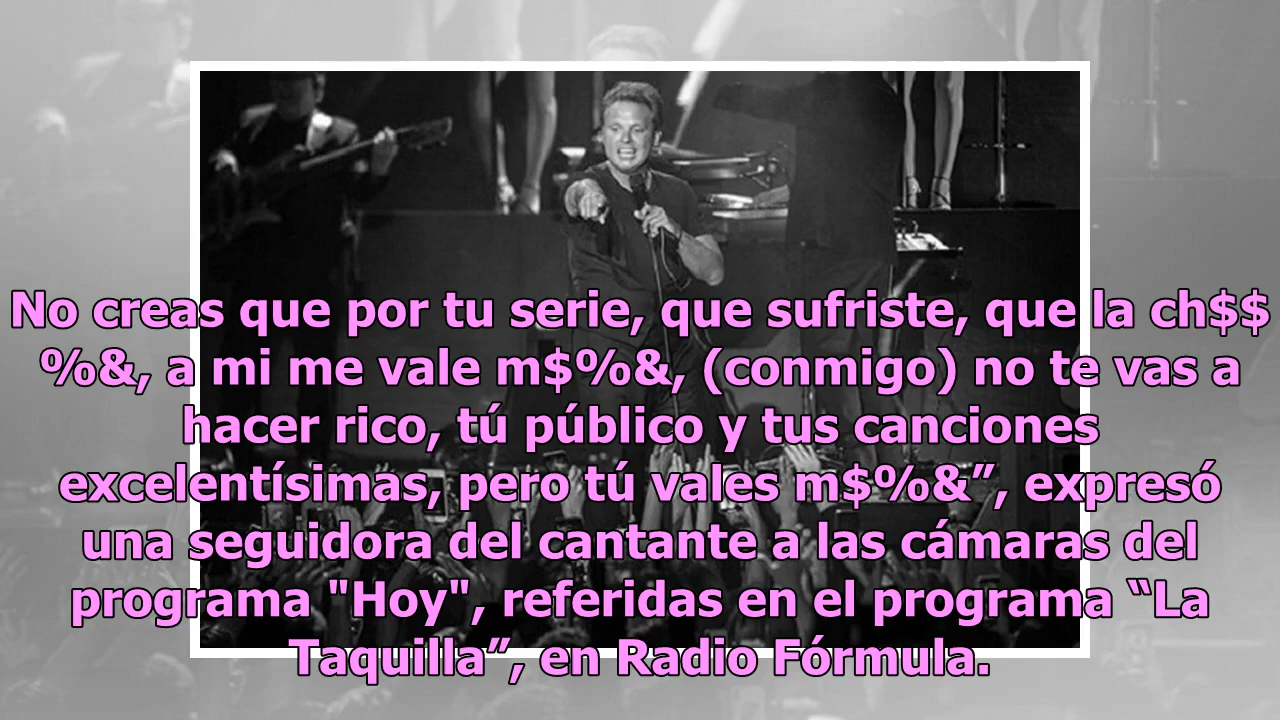 No creas que por tu serie, que sufriste, que la ch$$
%&, a mi me vale m$%&, (conmigo) no te vas a
hacer rico, tú público y tus canciones
excelentísimas, pero tú vales m$%&”, expresó
una seguidora del cantante a las cámaras del
programa "Hoy", referidas en el programa “La
Taquilla”, en Radio Fórmula.